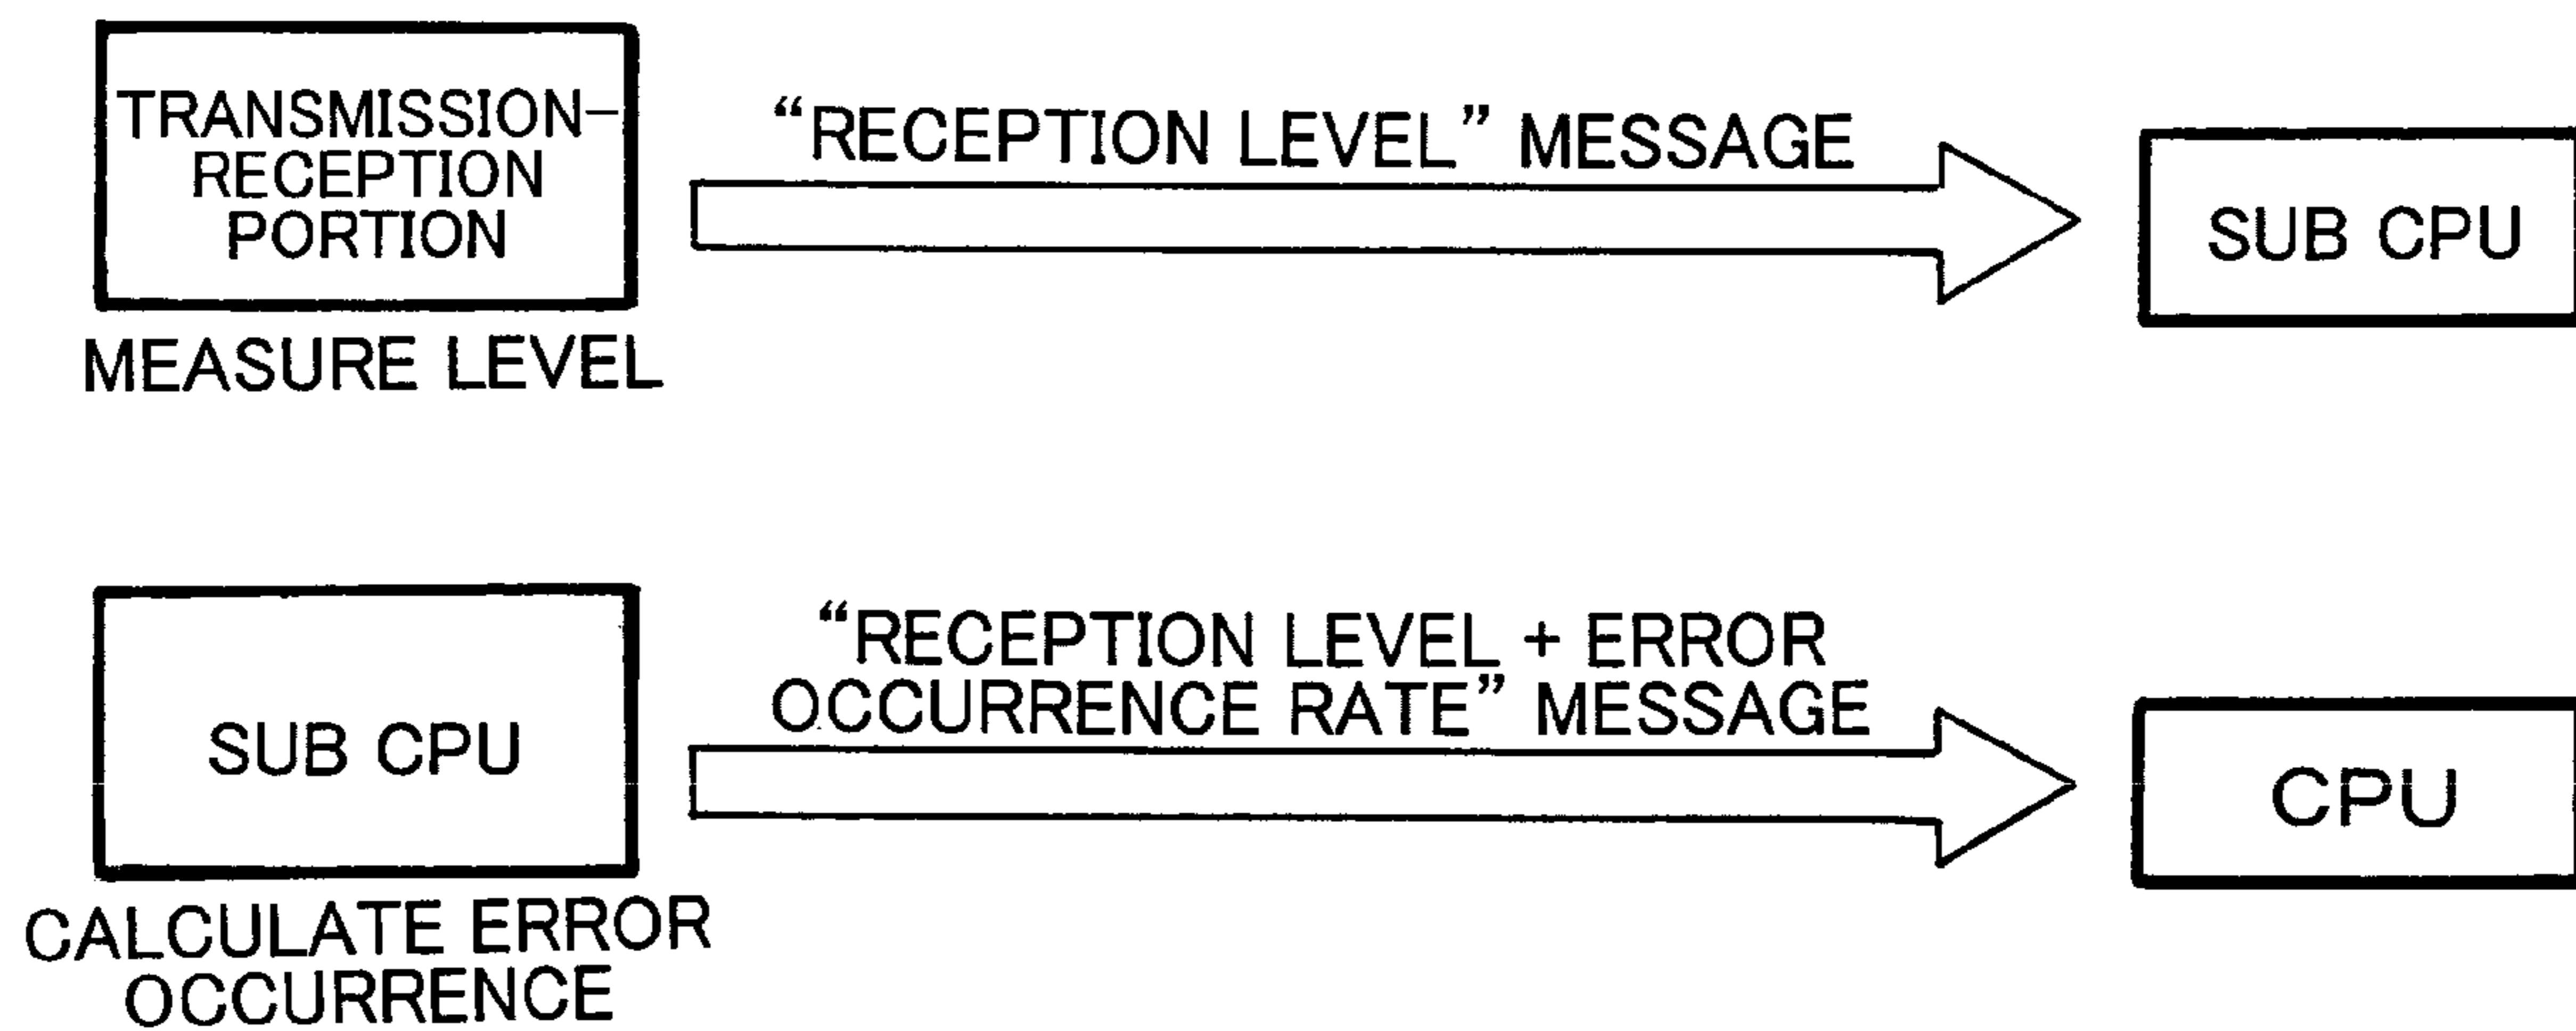 TRANSMISSION-
RECEPTION
PORTION
MEASURE LEVEL
“RECEPTION LEVEL” MESSAGE
SUB CPU
SUB CPU
CALCULATE ERROR
OCCURRENCE
“RECEPTION LEVEL + ERROR
OCCURRENCE RATE” MESSAGE
CPU